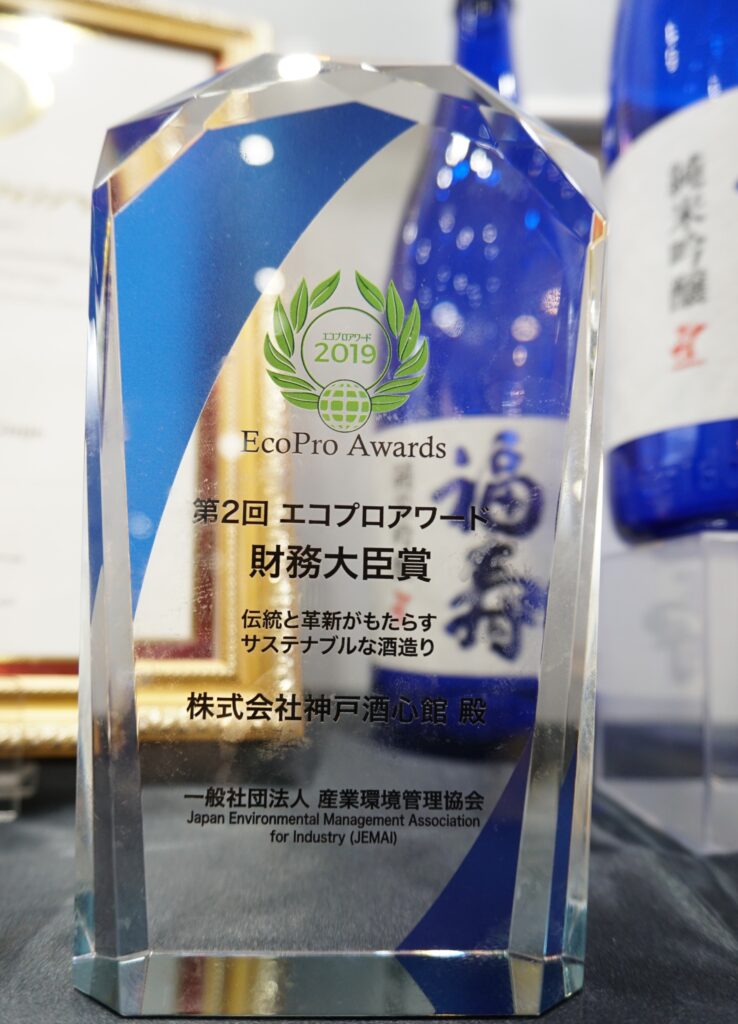 エコプロアワード
2019
EcoPro Awards
第2回 エコプロアワード
財務大臣賞
伝統と革新がもたらす
サステナブルな酒造り
株式会社神戸酒心館 殿
一般社団法人 産業環境管理協会
Japan Environmental Management Association
for Industry (JEMAI)
福寿
純米吟醸